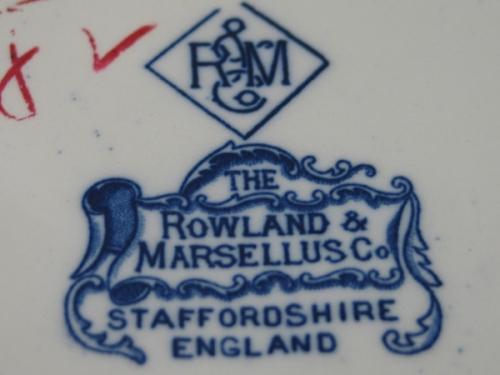 R & M
Co
THE
ROWLAND &
MARSELLUS Co.
STAFFORDSHIRE
ENGLAND